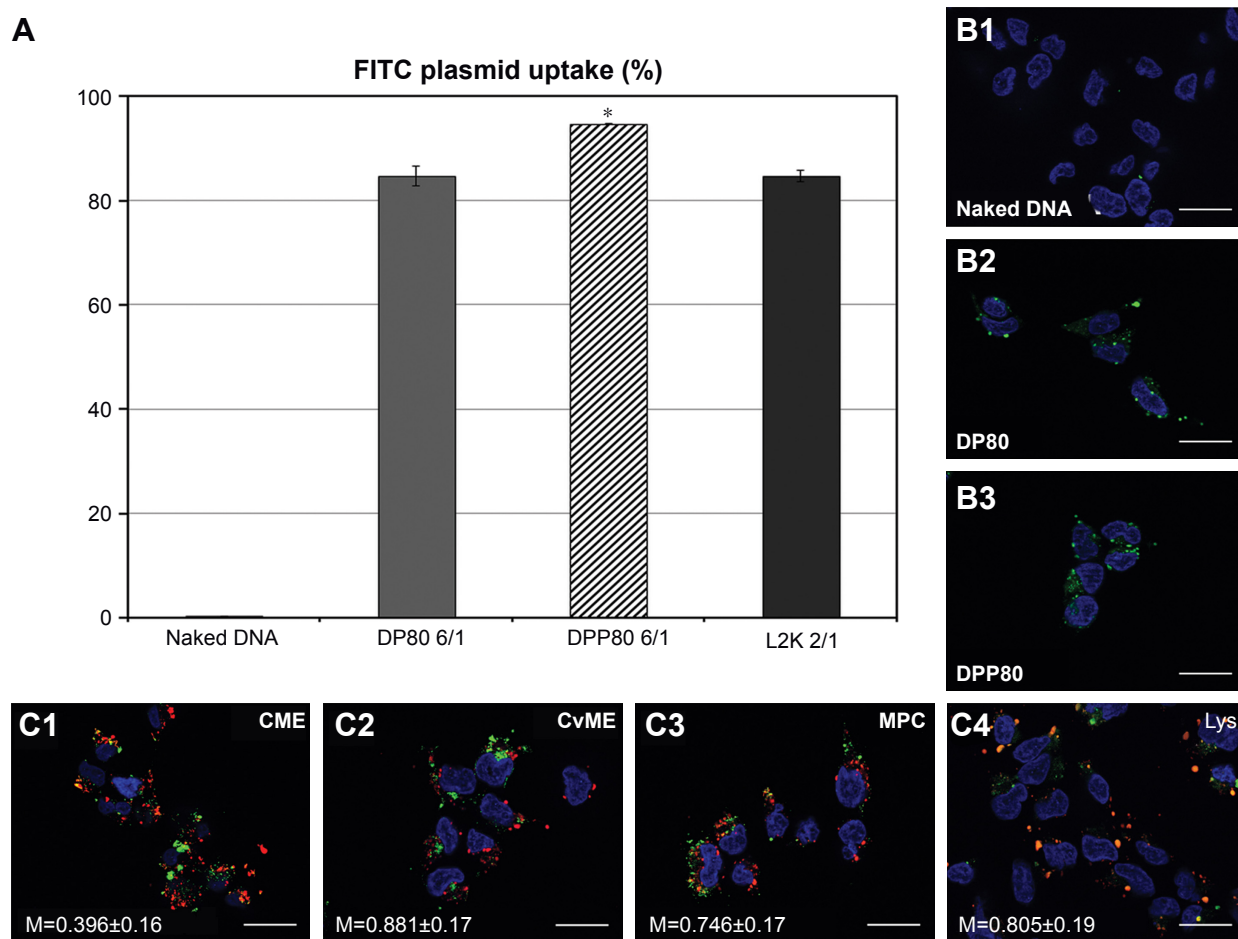 A
FITC plasmid uptake (%)
100
80
60
40
20
0
*
Naked DNA
DP80 6/1
DPP80 6/1
L2K 2/1
B1
Naked DNA
B2
DP80
B3
DPP80
C1
CME
M=0.396±0.16
C2
CvME
M=0.881±0.17
C3
MPC
M=0.746±0.17
C4
Lys
M=0.805±0.19